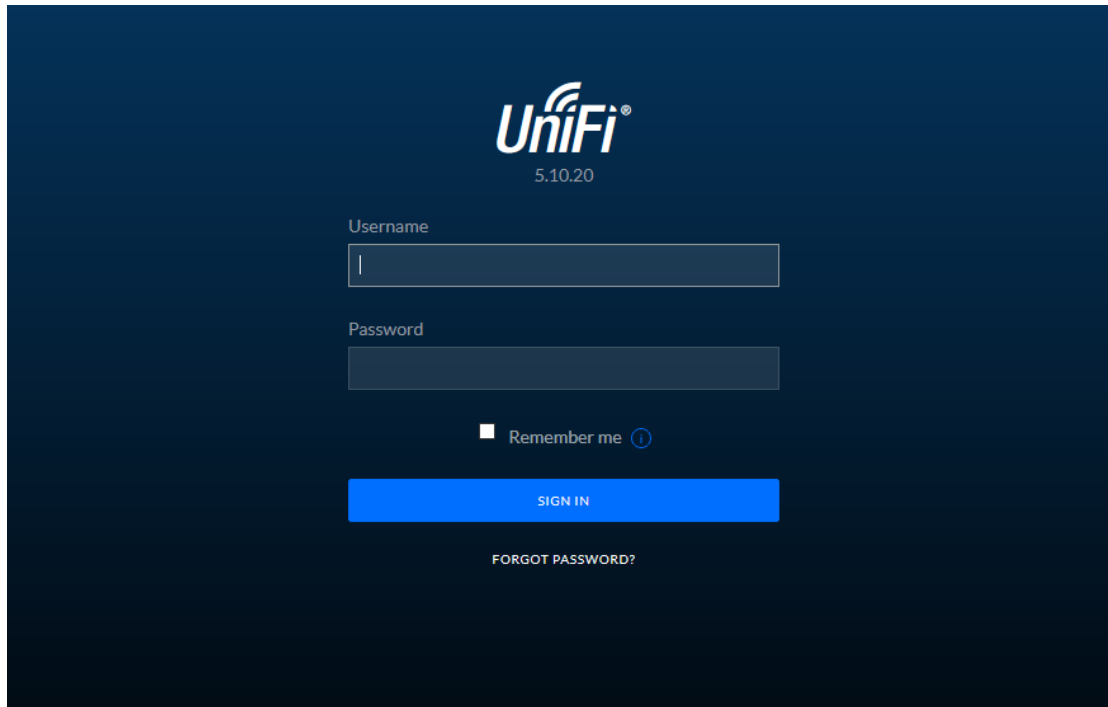 UniFi®
5.10.20
Username
Password
Remember me
SIGN IN
FORGOT PASSWORD?